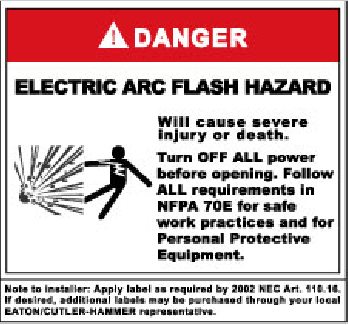 DANGER
ELECTRIC ARC FLASH HAZARD
Will cause severe
injury or death.
Turn OFF ALL power
before opening. Follow
ALL requirements in
NFPA 70E for safe
work practices and for
Personal Protective
Equipment.
Note to installer: Apply label as required by 2002 NEC Art. 110.16.
If desired, additional labels may be purchased through your local
EATON/CUTLER-HAMMER representative.